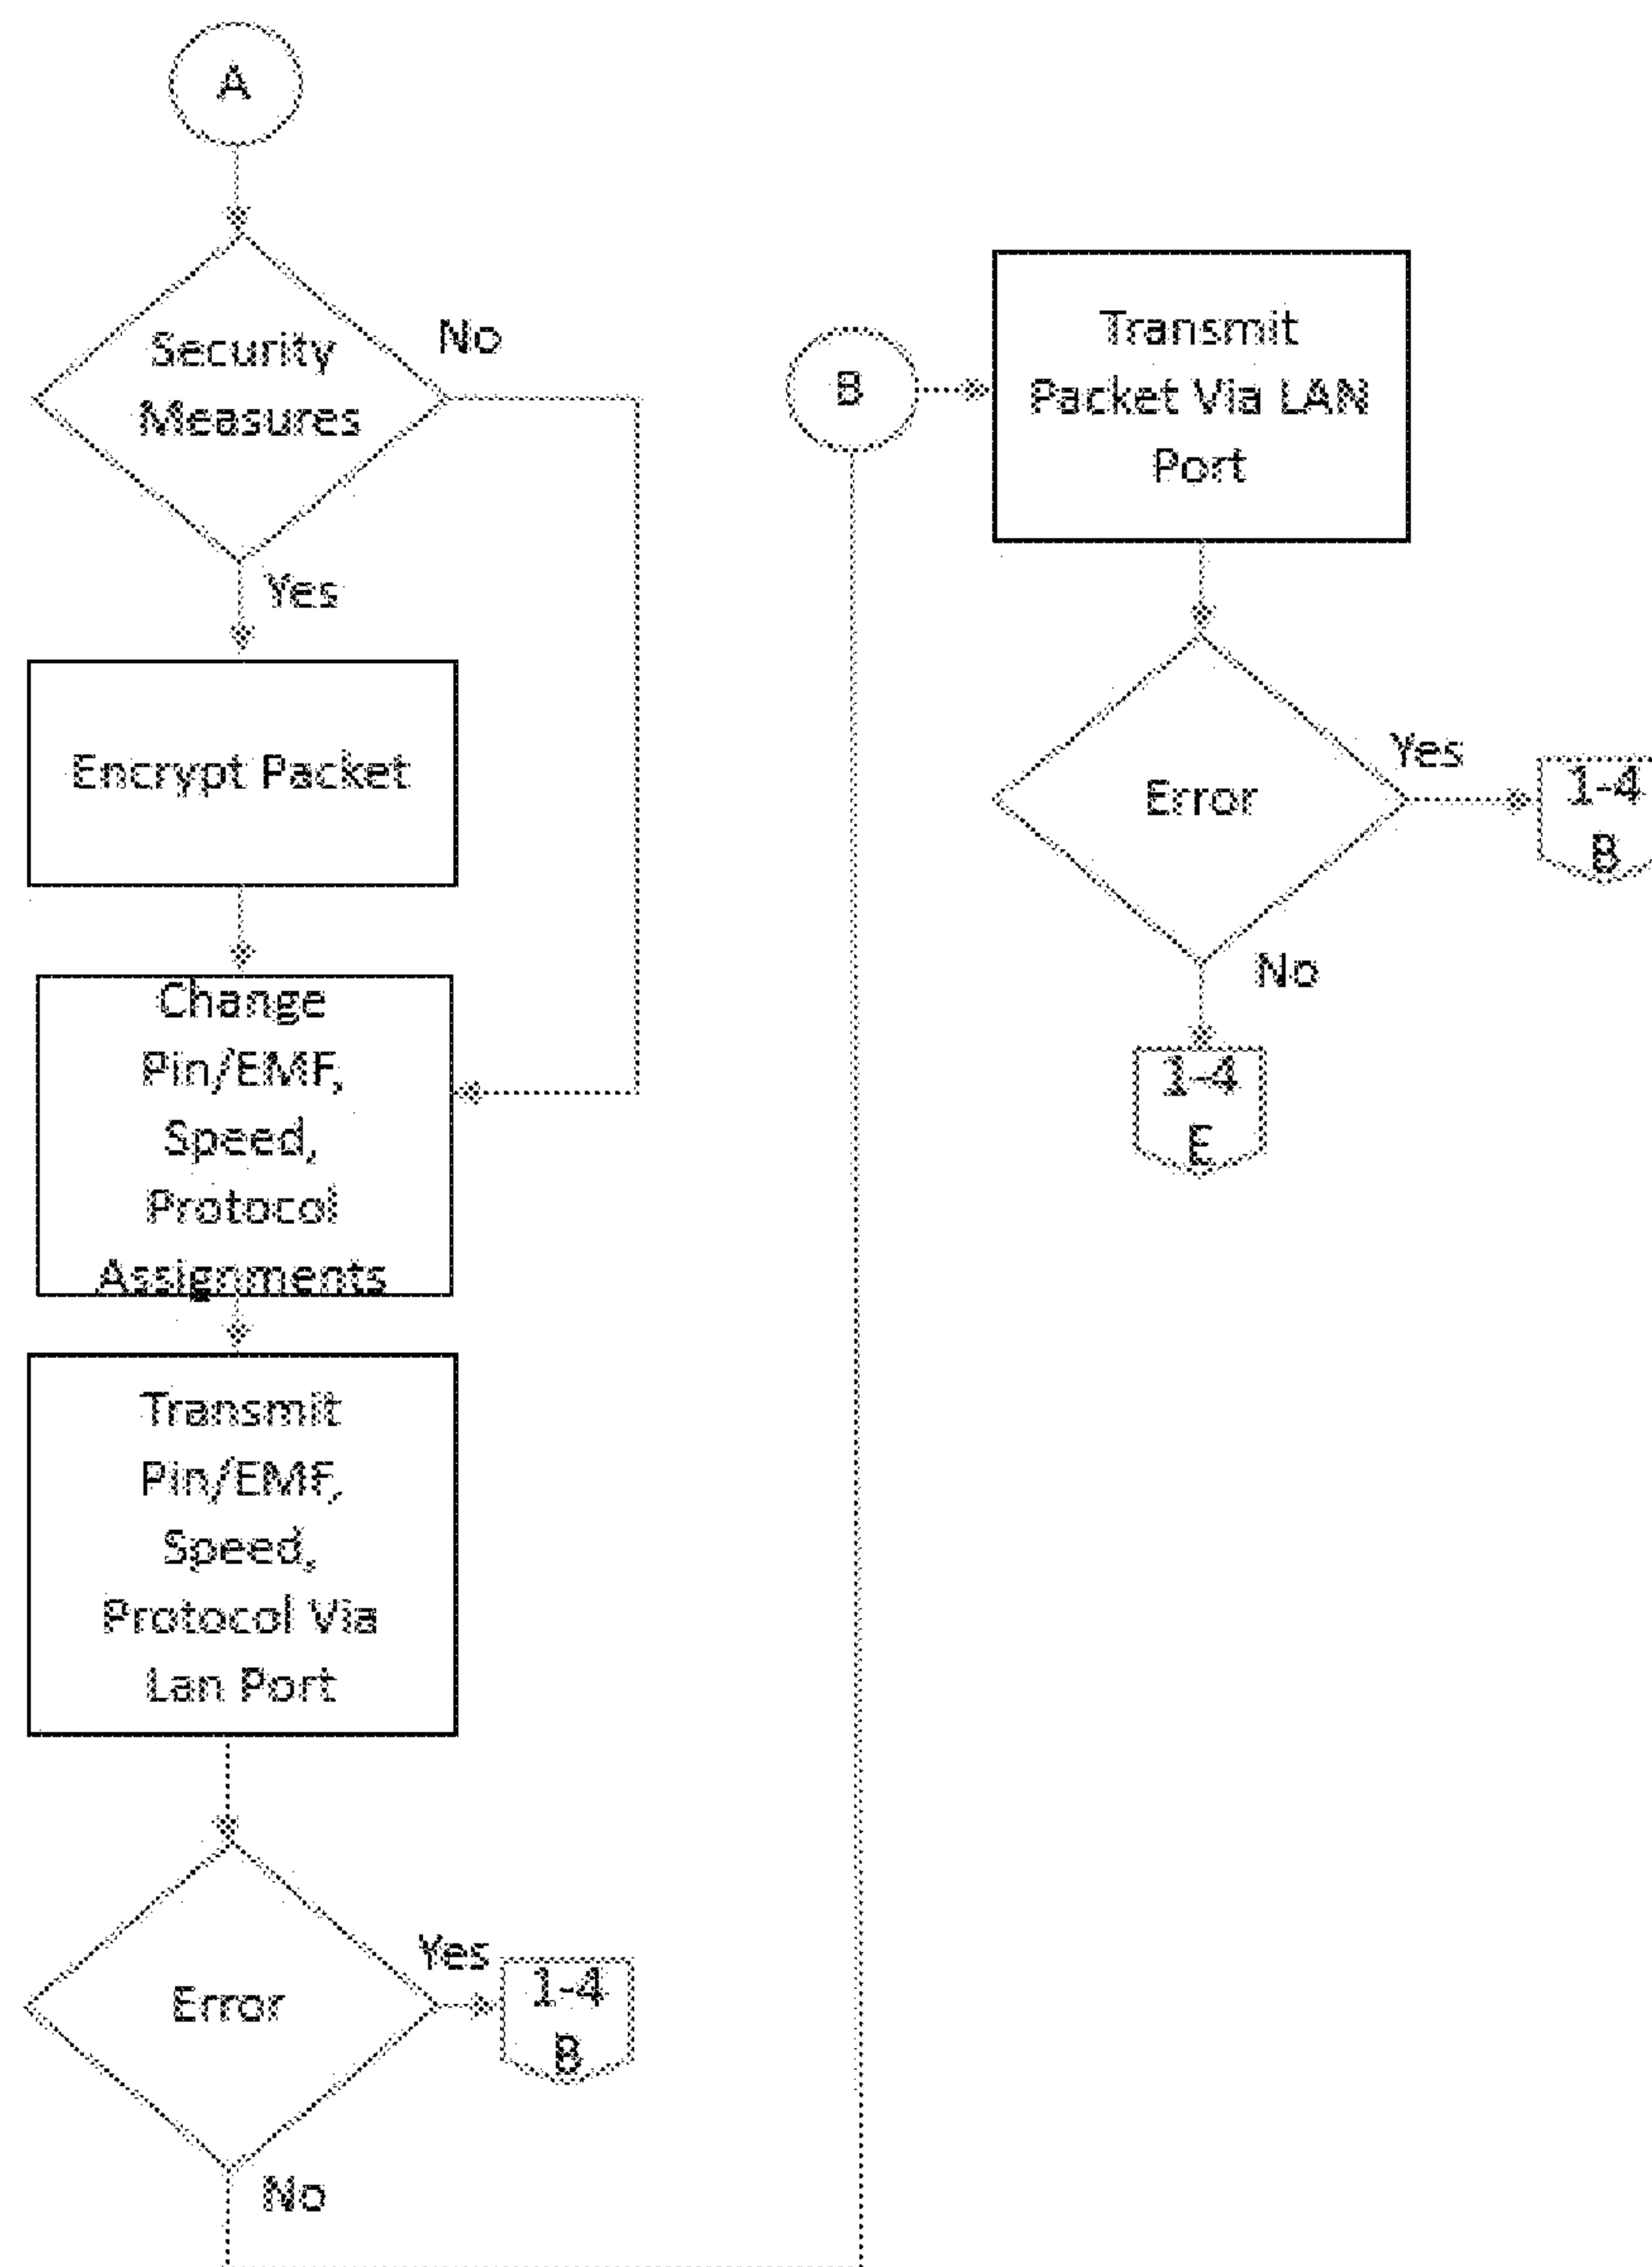 A
Security
Measures
No
Yes
Encrypt Packet
Change
Pin/EMF,
Speed,
Protocol
Assignments
Transmit
Pin/EMF,
Speed,
Protocol Via
Lan Port
Error
Yes
1-4
B
No
B
Transmit
Packet Via LAN
Port
Error
Yes
1-4
B
No
1-4
E